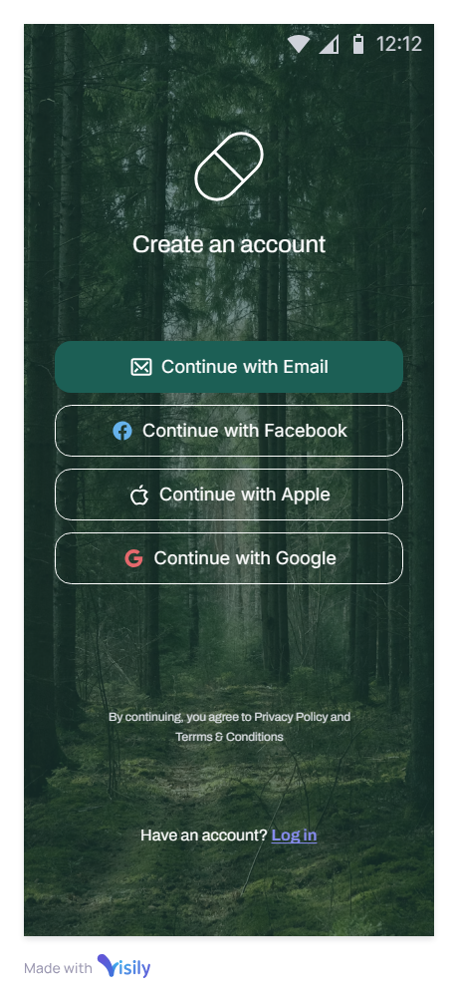 12:12
Create an account
Continue with Email
Continue with Facebook
Continue with Apple
Continue with Google
By continuing, you agree to Privacy Policy and
Terrms & Conditions
Have an account? Log in
Made with Visily